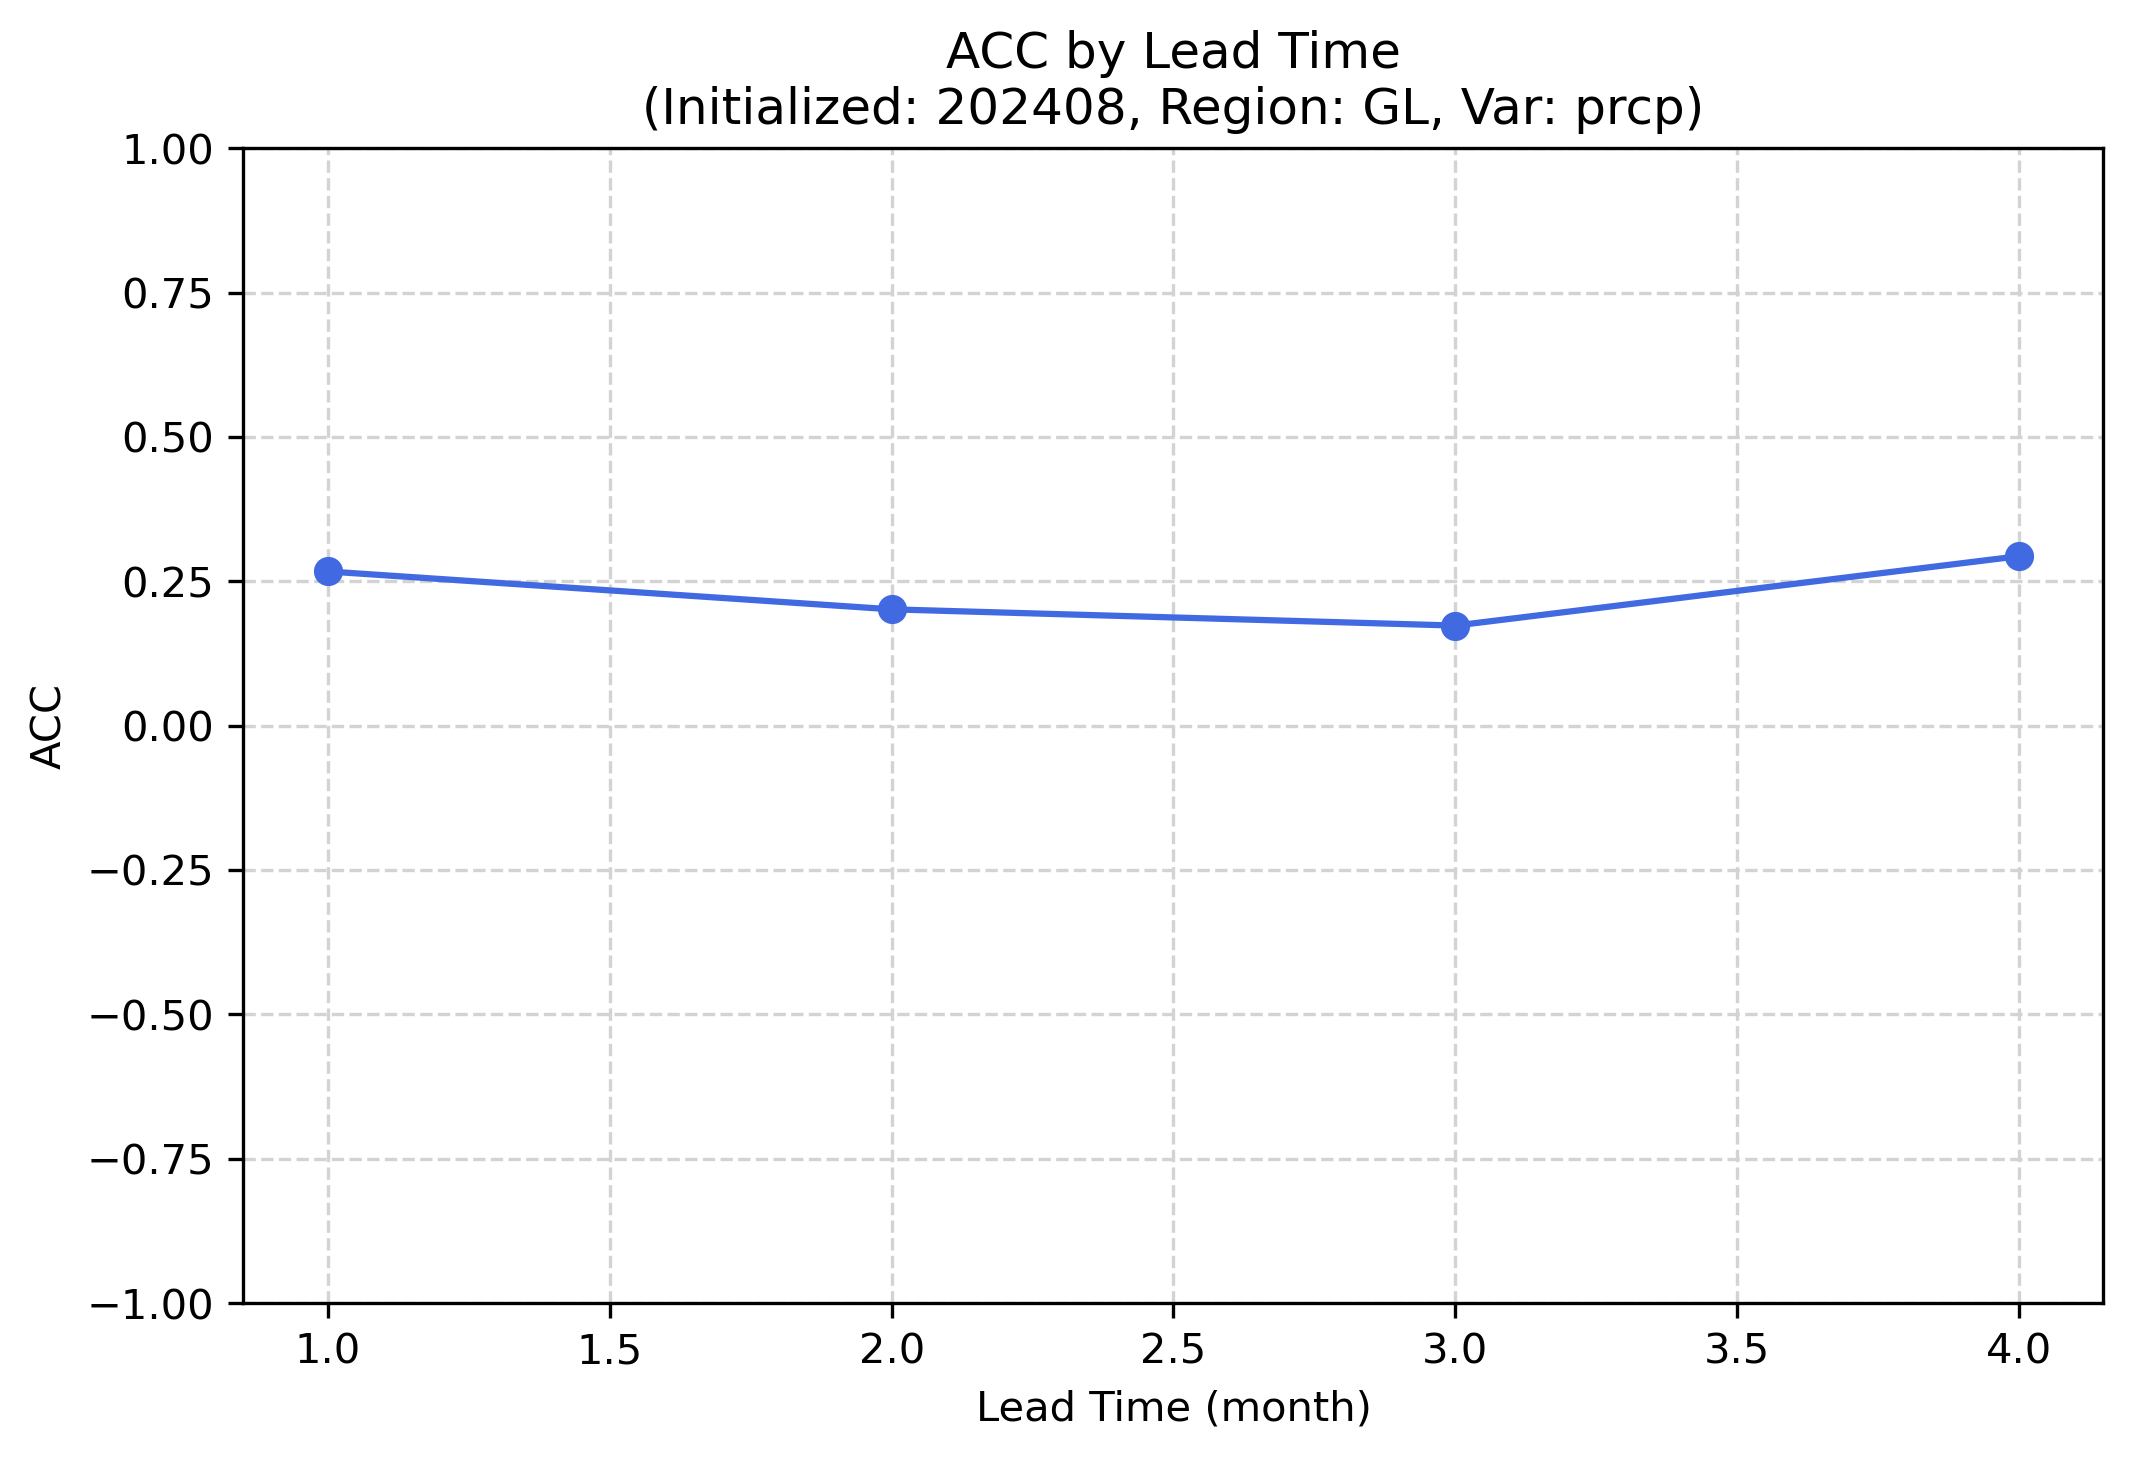 ACC by Lead Time
(Initialized: 202408, Region: GL, Var: prcp)
1.00
0.75
0.50
0.25
0.00
−0.25
−0.50
−0.75
−1.00
ACC
1.0 1.5 2.0 2.5 3.0 3.5 4.0
Lead Time (month)